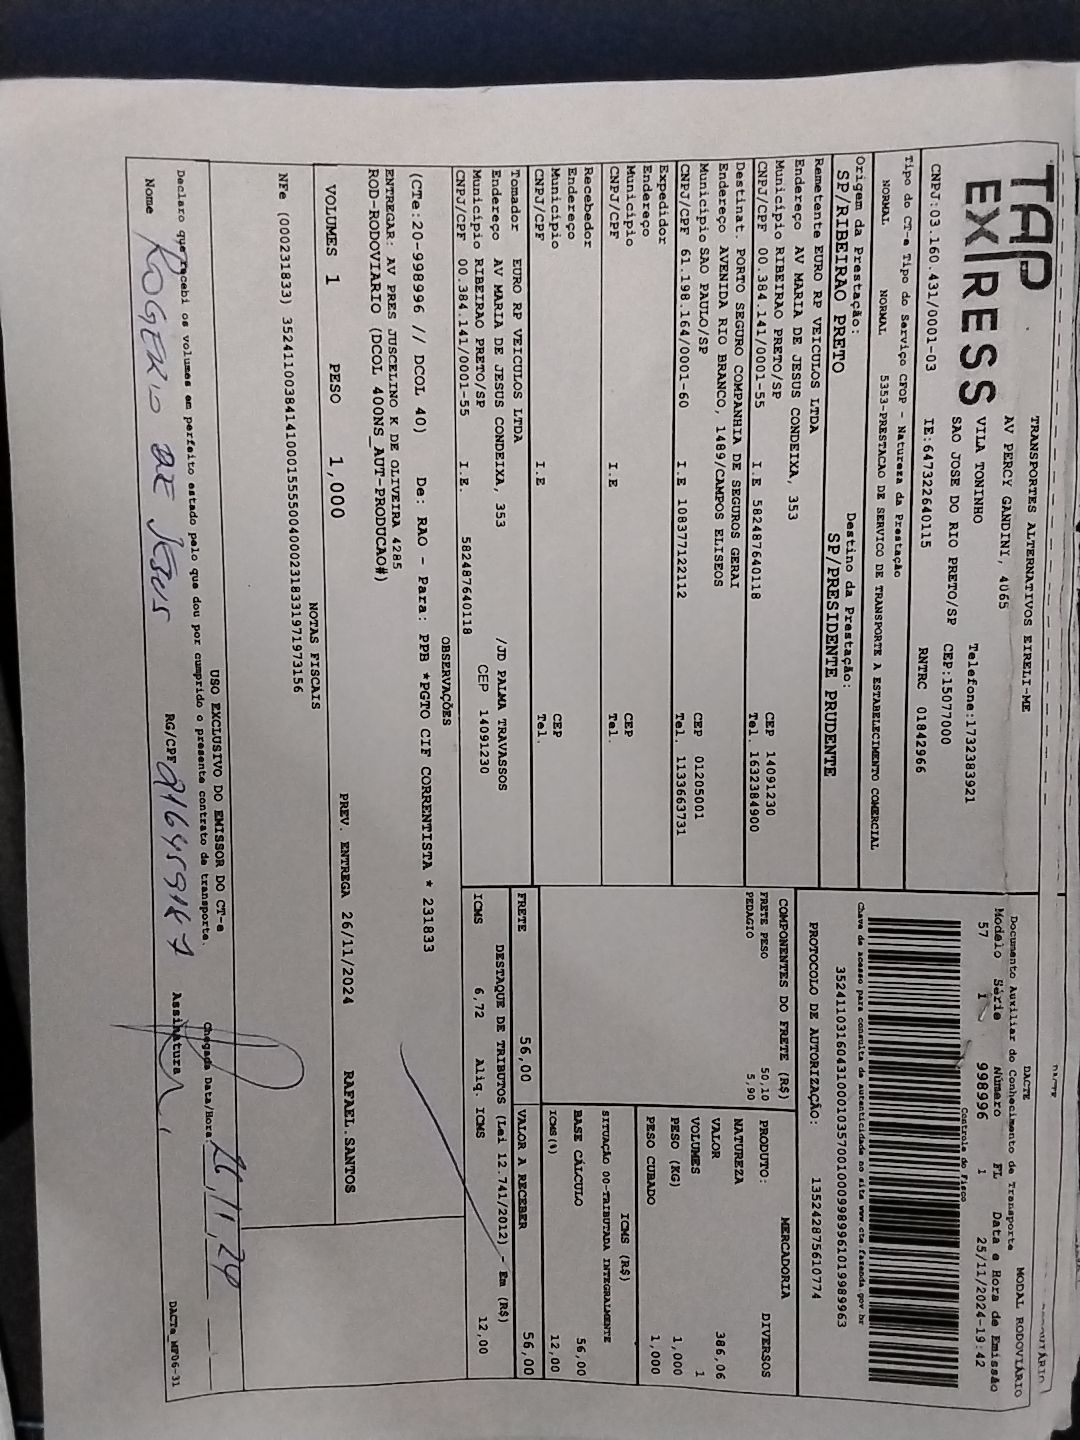 TAP
EXPRESS
TRANSPORTES ALTERNATIVOS EIRELI-ME
AV PERCY GANDINI, 4065
VILA TONINHO Telefone:1732383921
SAO JOSE DO RIO PRETO/SP CEP:15077000
CNPJ:03.160.431/0001-03 IE:647322640115 RNTRC 01842966
Tipo do CT-e Tipo do Serviço CFOP - Natureza da Prestação
NORMAL NORMAL 5353-PRESTACAO DE SERVICO DE TRANSPORTE A ESTABELECIMENTO COMERCIAL
Origem da Prestação: Destino da Prestação:
SP/RIBEIRAO PRETO SP/PRESIDENTE PRUDENTE
Remetente EURO RP VEICULOS LTDA
Endereço AV MARIA DE JESUS CONDEIXA, 353
Município RIBEIRAO PRETO/SP CEP 14091230
CNPJ/CPF 00.384.141/0001-55 I.E 582487640118 Tel. 1632384900
Destinat. PORTO SEGURO COMPANHIA DE SEGUROS GERAI
Endereço AVENIDA RIO BRANCO, 1489/CAMPOS ELISEOS
Município SAO PAULO/SP CEP 01205001
CNPJ/CPF 61.198.164/0001-60 I.E 108377122112 Tel. 1133663731
Expedidor
Endereço
Município CEP
CNPJ/CPF I.E Tel.
Recebedor
Endereço
Município CEP
CNPJ/CPF I.E Tel.
Tomador EURO RP VEICULOS LTDA
Endereço AV MARIA DE JESUS CONDEIXA, 353 /JD PALMA TRAVASSOS
Município RIBEIRAO PRETO/SP CEP 14091230
CNPJ/CPF 00.384.141/0001-55 I.E. 582487640118
DACTE
Documento Auxiliar do Conhecimento de Transporte MODAL RODOVIÁRIO
Modelo Série Número FL Data e Hora de Emissão
57 1 998996 1 25/11/2024-19:42
Controle do Fisco
Chave de acesso para consulta de autenticidade no site www.cte.fazenda.gov.br
35241103160431000103570010009989961019989963
PROTOCOLO DE AUTORIZAÇÃO: 135242875610774
COMPONENTES DO FRETE (R$)
FRETE PESO 50,10
PEDAGIO 5,90
MERCADORIA
PRODUTO: DIVERSOS
NATUREZA
VALOR 386,06
VOLUMES 1
PESO (KG) 1,000
PESO CUBADO 1,000
ICMS (R$)
SITUAÇÃO 00-TRIBUTADA INTEGRALMENTE
BASE CÁLCULO 56,00
ICMS (%) 12,00
FRETE 56,00 VALOR A RECEBER 56,00
DESTAQUE DE TRIBUTOS (Lei 12.741/2012) - Em (R$)
ICMS 6,72 Aliq. ICMS 12,00
OBSERVAÇÕES
(CTe:20-998996 // DCOL 40) De: RAO - Para: PPB *PGTO CIF CORRENTISTA * 231833
ENTREGAR: AV PRES JUSCELINO K DE OLIVEIRA 4285
ROD-RODOVIARIO (DCOL 400NS_AUT-PRODUCAO#)
VOLUMES 1 PESO 1,000 PREV. ENTREGA 26/11/2024 RAFAEL.SANTOS
NOTAS FISCAIS
NFe (000231833) 35241100384141000155550040002318331971973156
USO EXCLUSIVO DO EMISSOR DO CT-e
Declaro que recebi os volumes em perfeito estado pelo que dou por cumprido o presente contrato de transporte. Chegada Data/Hora: 26/11/24
Nome ROGERIO DE JESUS RG/CPF Assinatura
DACTe_MF06-31